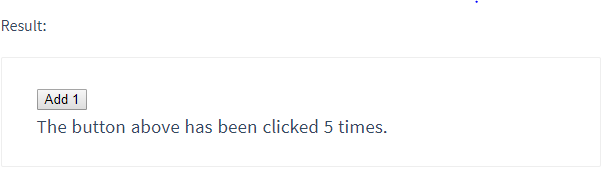 Result:
Add 1
The button above has been clicked 5 times.